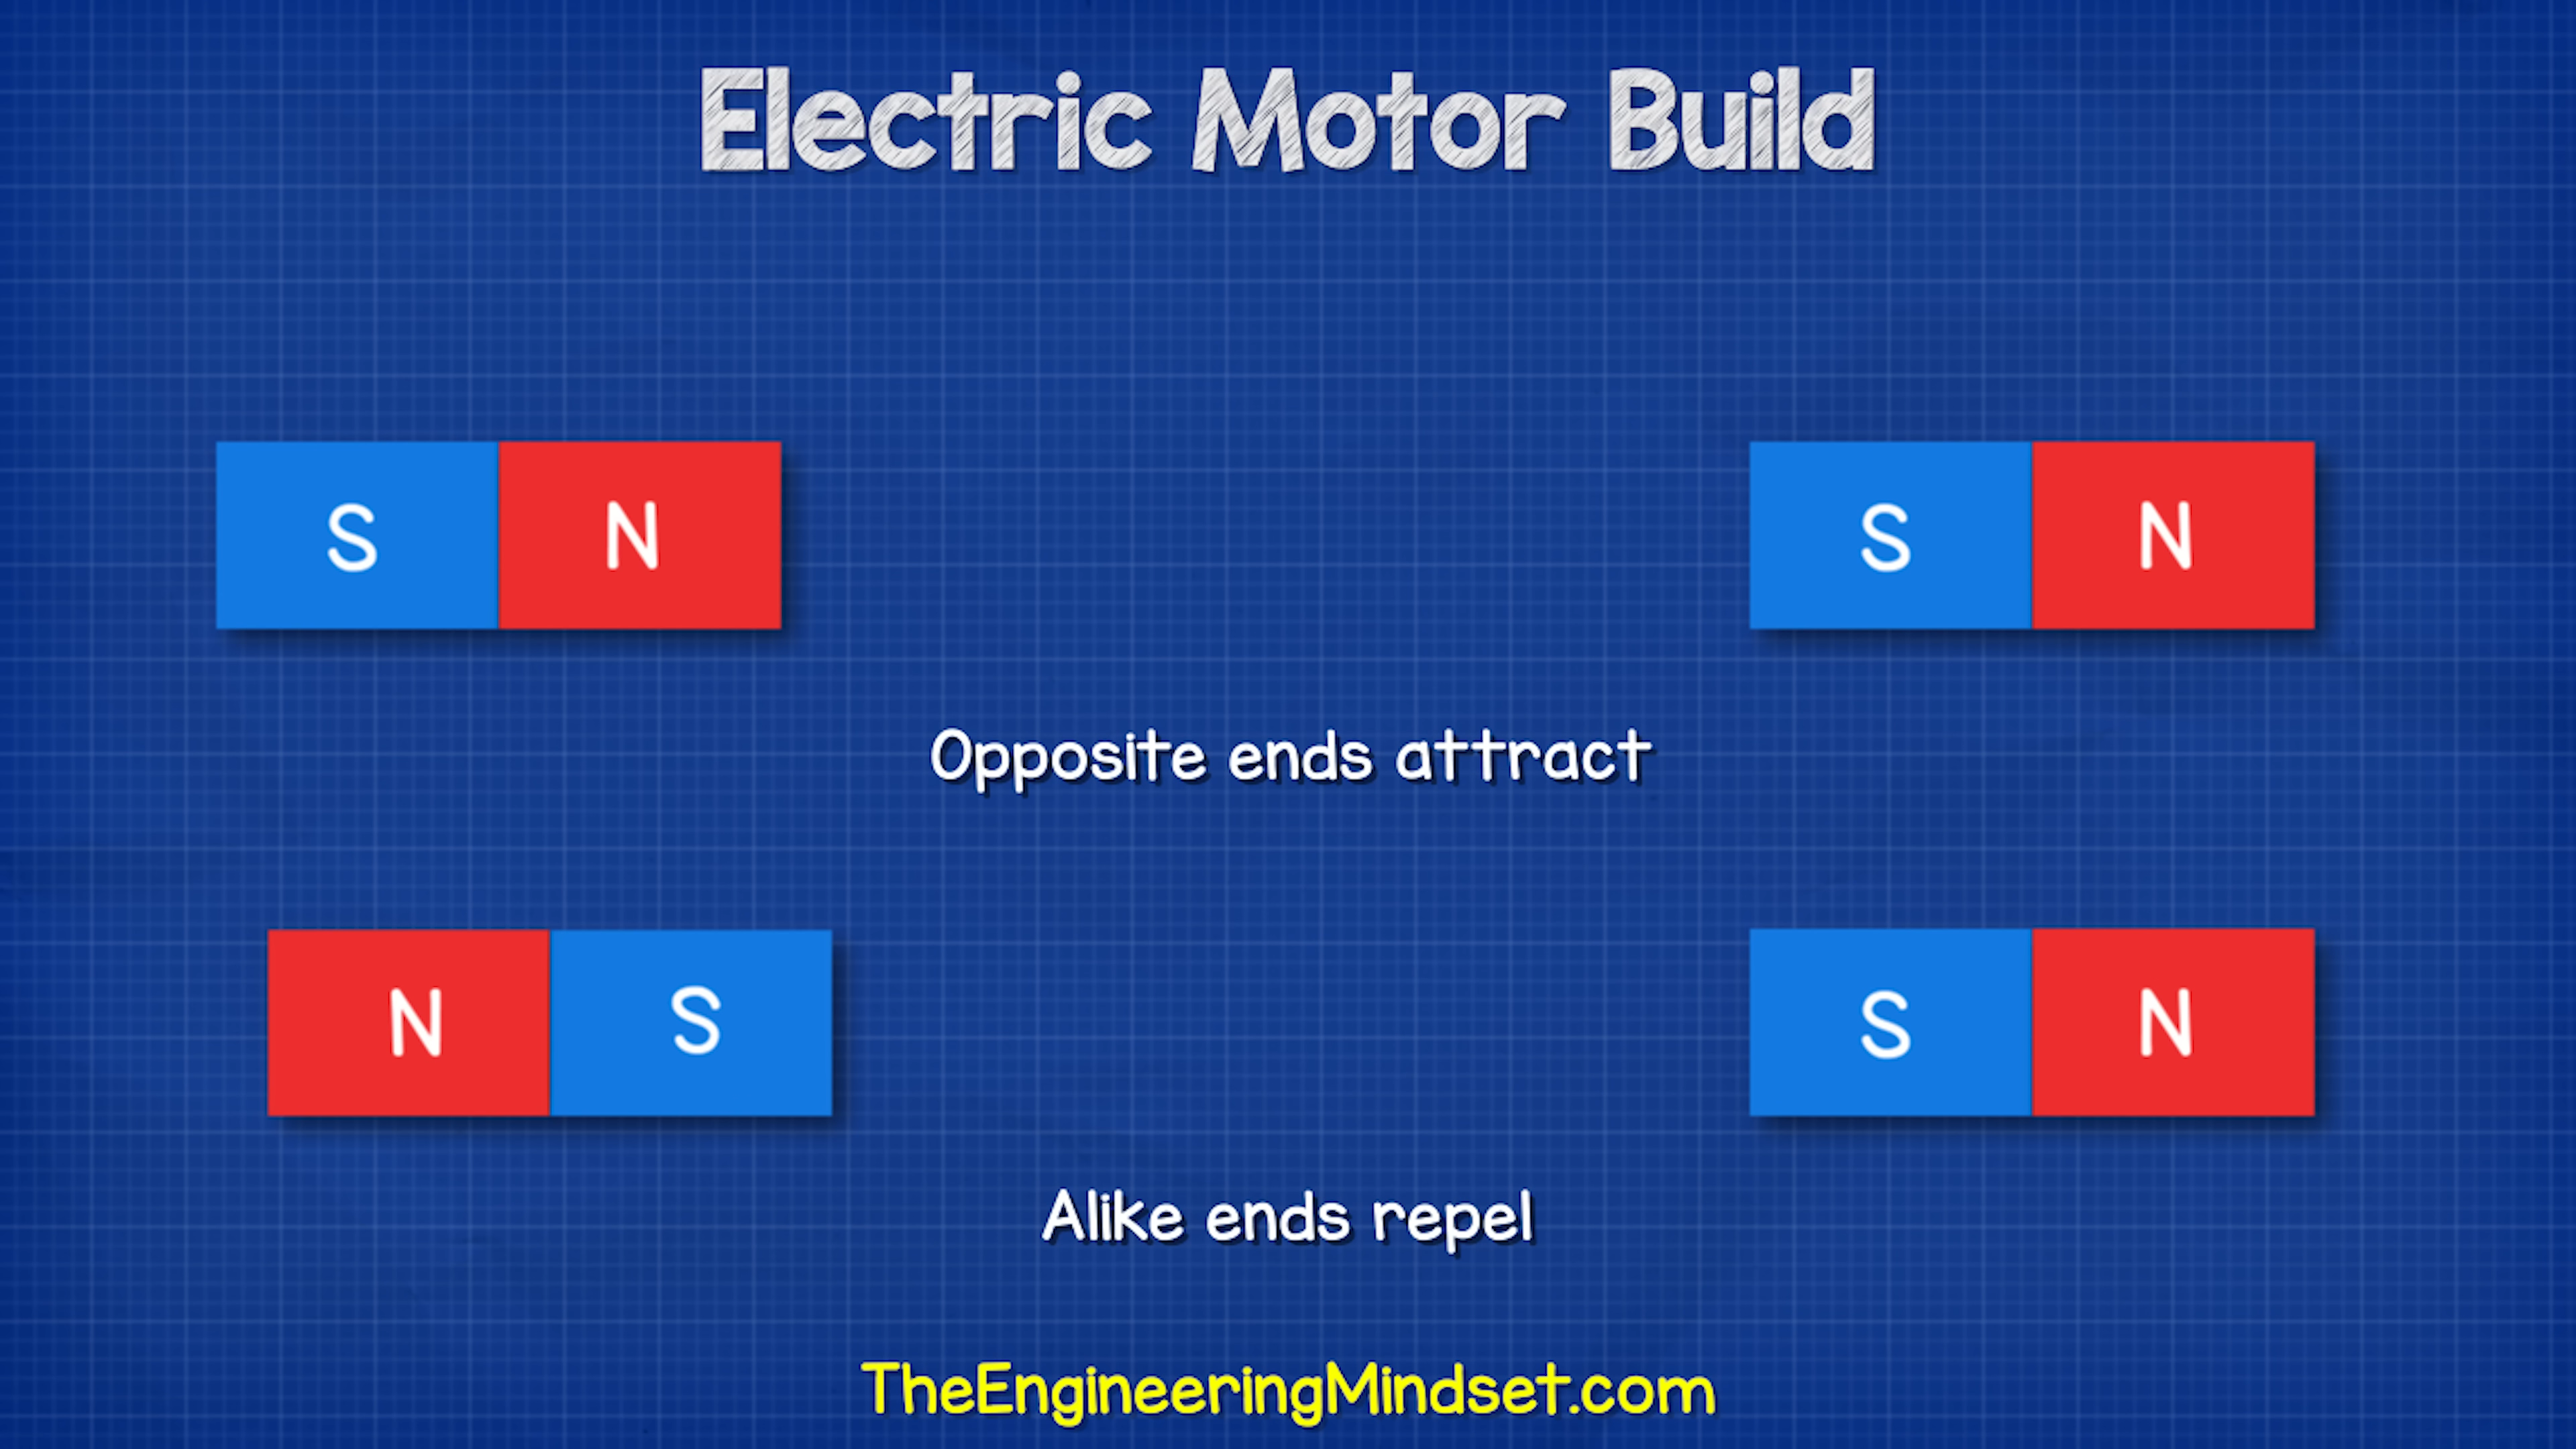 Electric Motor Build
S N S N
Opposite ends attract
N S S N
Alike ends repel
TheEngineeringMindset.com